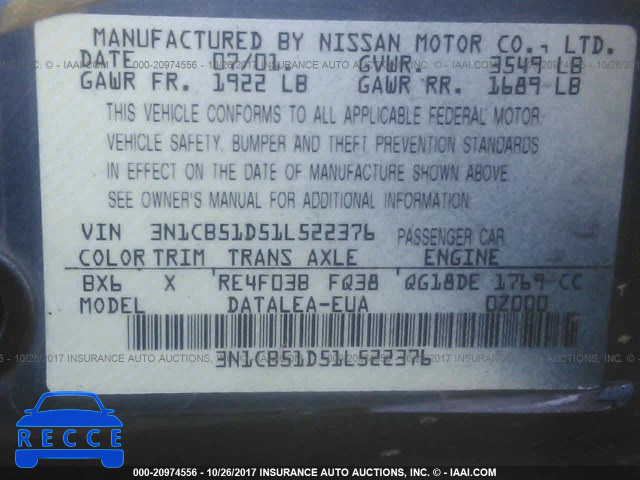 MANUFACTURED BY NISSAN MOTOR CO., LTD.
DATE 07/01. GVWR. 3549 LB
GAWR FR. 1922 LB GAWR RR. 1689 LB
THIS VEHICLE CONFORMS TO ALL APPLICABLE FEDERAL MOTOR
VEHICLE SAFETY, BUMPER AND THEFT PREVENTION STANDARDS
IN EFFECT ON THE DATE OF MANUFACTURE SHOWN ABOVE.
SEE OWNER'S MANUAL FOR ADDITIONAL INFORMATION.
VIN 3N1CB51D51L522376 PASSENGER CAR
COLOR TRIM TRANS AXLE ENGINE
BX6 X RE4F03B FQ38 QG18DE 1769 CC
MODEL DATALEA-EUA 0Z000
3N1CB51D51L522376
RECCE
000-20974556 - 10/26/2017 INSURANCE AUTO AUCTIONS, INC. - © IAAI.COM